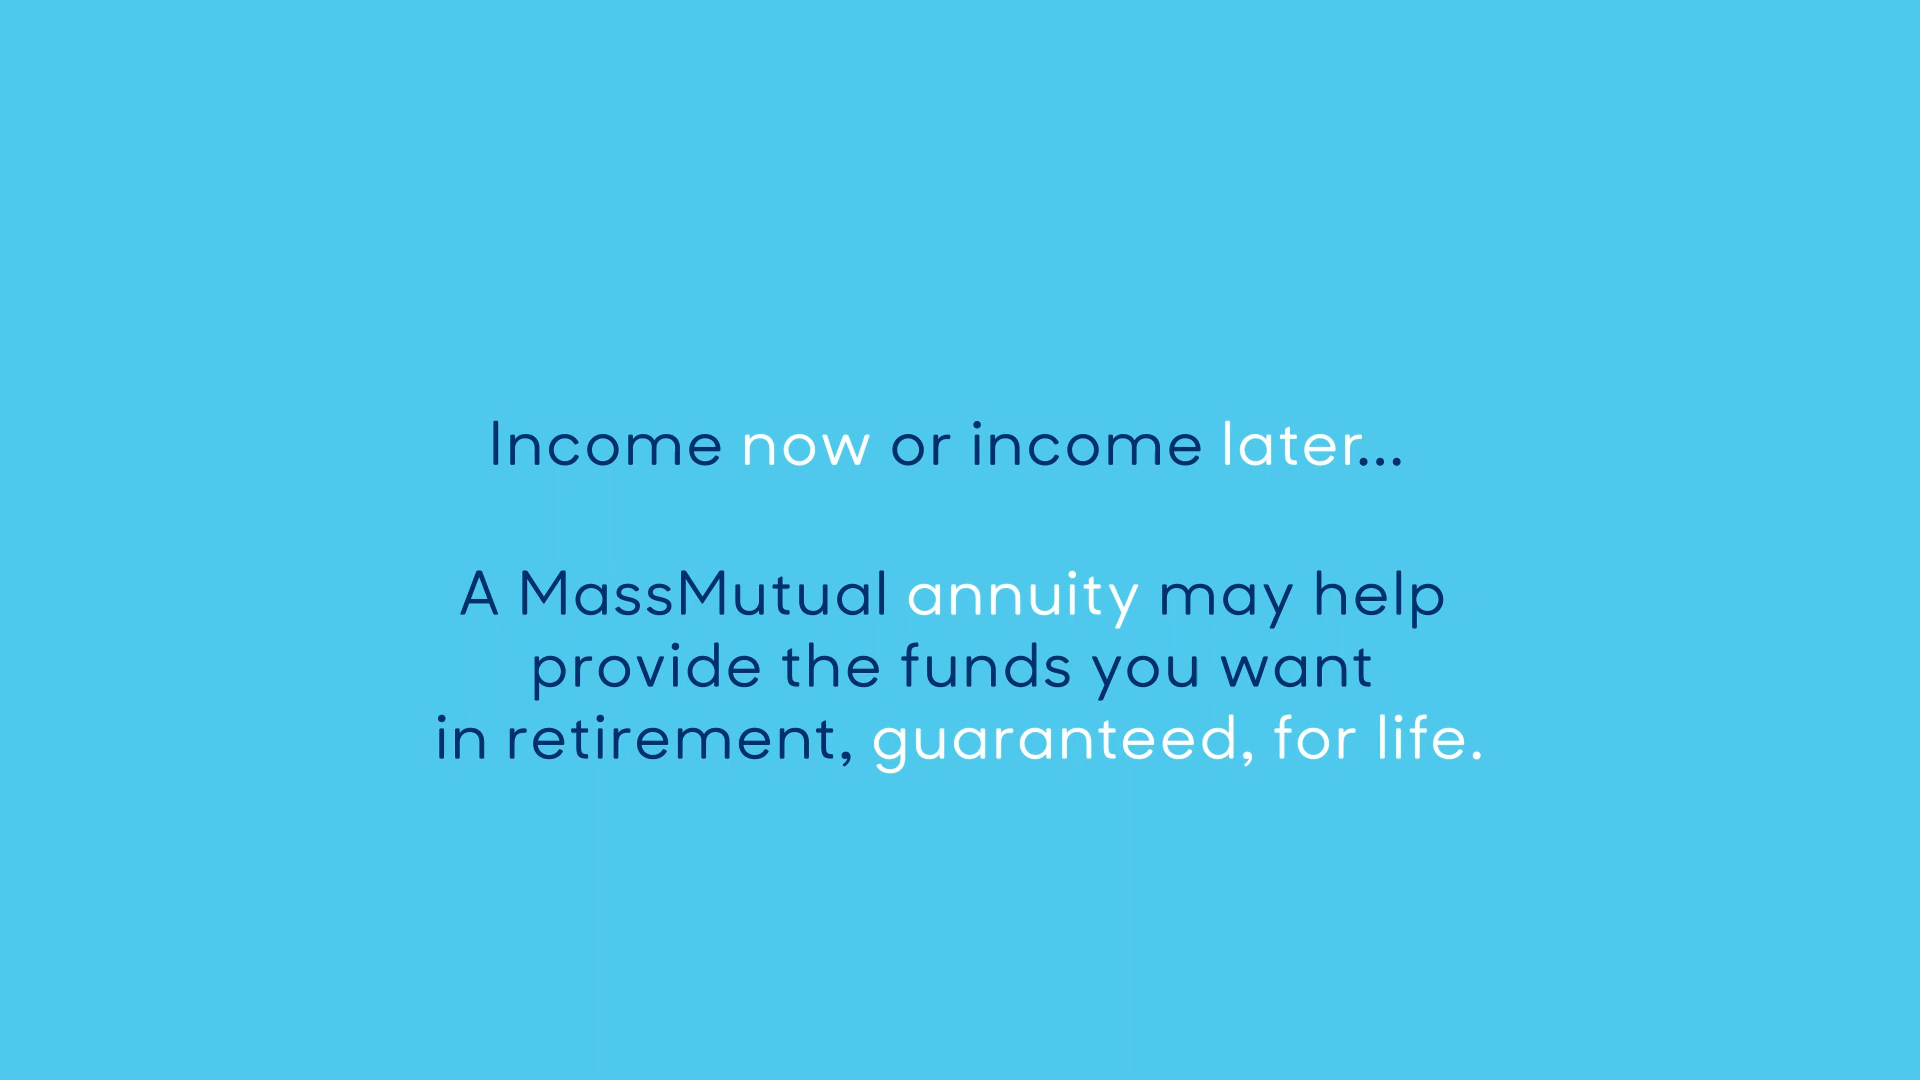 Income now or income later...
A MassMutual annuity may help
provide the funds you want
in retirement, guaranteed, for life.